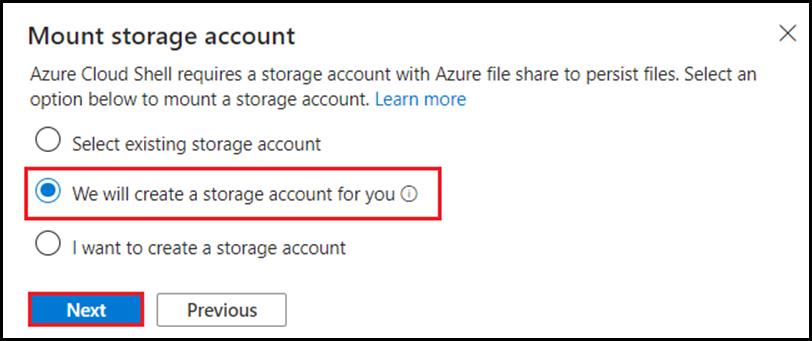 Mount storage account
Azure Cloud Shell requires a storage account with Azure file share to persist files. Select an
option below to mount a storage account. Learn more
Select existing storage account
We will create a storage account for you
I want to create a storage account
Next
Previous